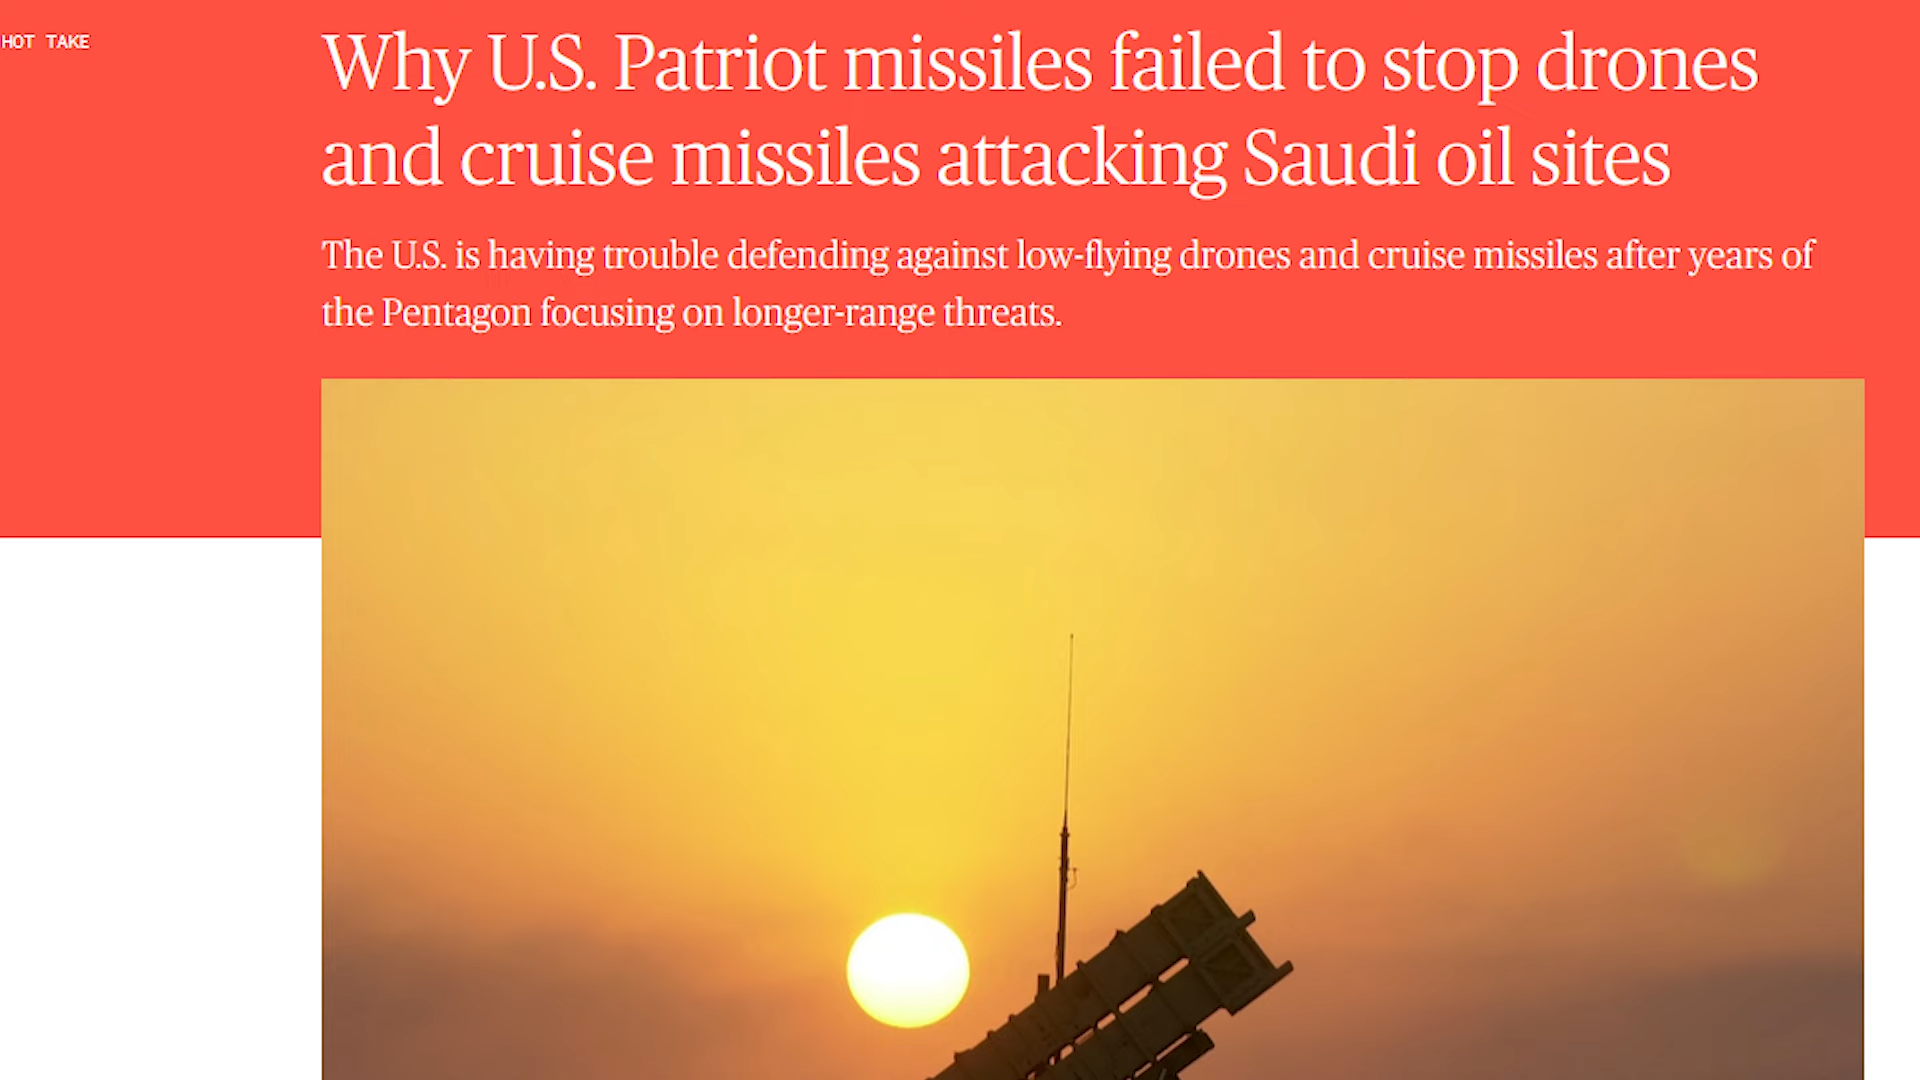 HOT TAKE
Why U.S. Patriot missiles failed to stop drones
and cruise missiles attacking Saudi oil sites
The U.S. is having trouble defending against low-flying drones and cruise missiles after years of
the Pentagon focusing on longer-range threats.